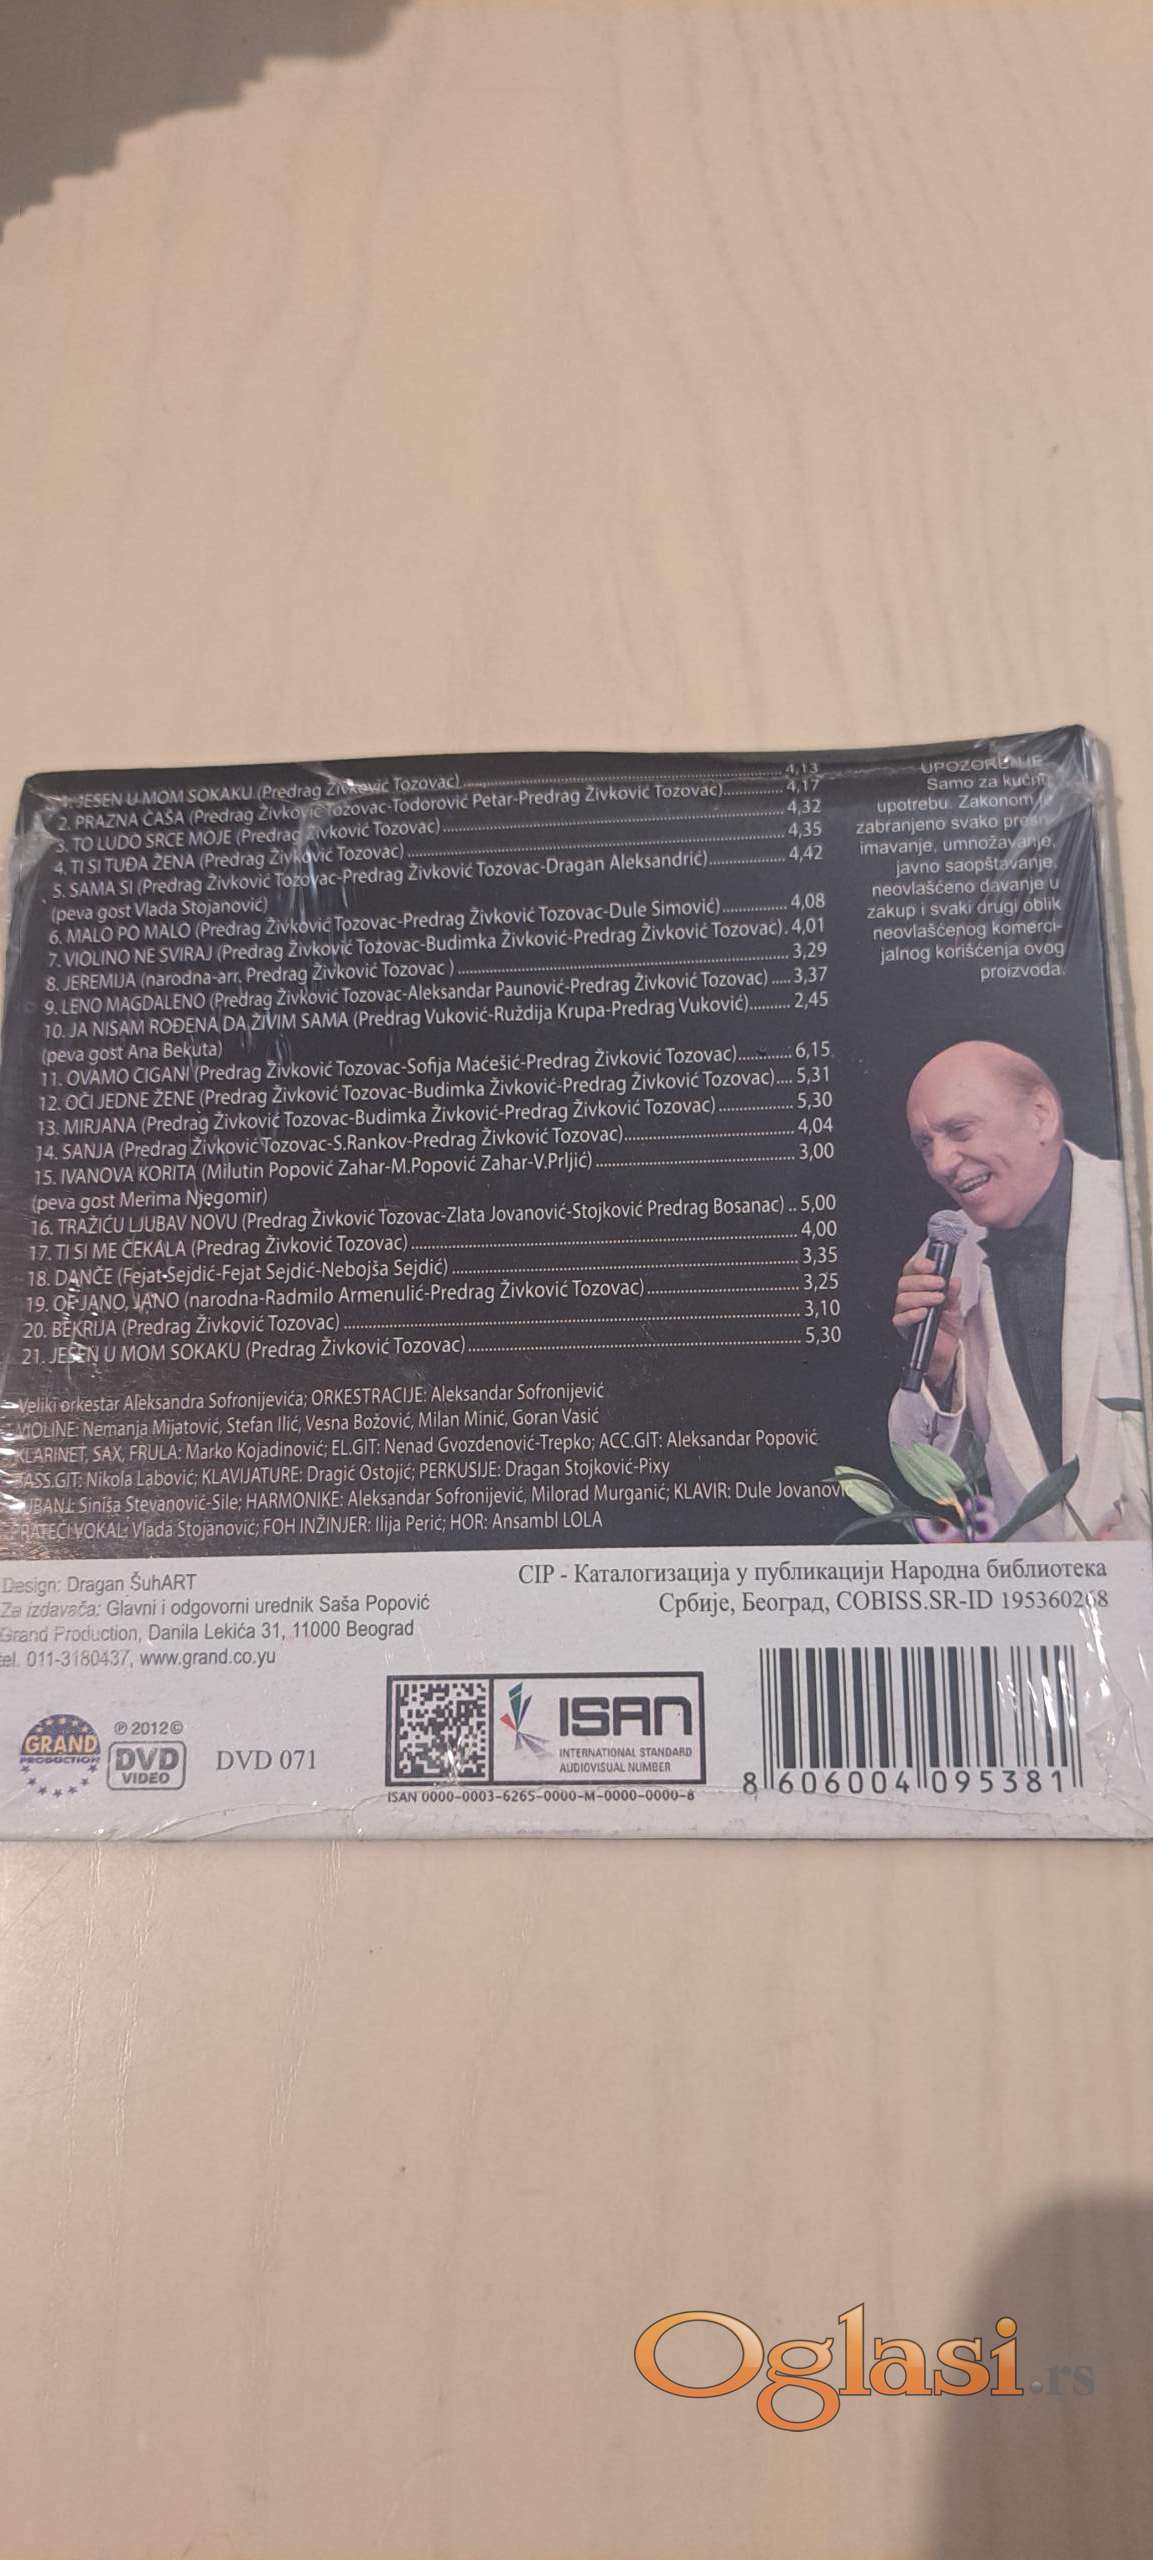 1. JESEN U MOM SOKAKU (Predrag Živković Tozovac) 4,13
2. PRAZNA ČAŠA (Predrag Živković Tozovac-Todorović Petar-Predrag Živković Tozovac) 4,17
3. TO LUDO SRCE MOJE (Predrag Živković Tozovac) 4,32
4. TI SI TUĐA ŽENA (Predrag Živković Tozovac) 4,35
5. SAMA SI (Predrag Živković Tozovac-Predrag Živković Tozovac-Dragan Aleksandrić) 4,42
(peva gost Vlada Stojanović)
6. MALO PO MALO (Predrag Živković Tozovac-Predrag Živković Tozovac-Dule Simović) 4,08
7. VIOLINO NE SVIRAJ (Predrag Živković Tozovac-Budimka Živković-Predrag Živković Tozovac) 4,01
8. JEREMIJA (narodna-arr. Predrag Živković Tozovac ) 3,29
9. LENO MAGDALENO (Predrag Živković Tozovac-Aleksandar Paunović-Predrag Živković Tozovac) 3,37
10. JA NISAM ROĐENA DA ŽIVIM SAMA (Predrag Vuković-Ruždija Krupa-Predrag Vuković) 2,45
(peva gost Ana Bekuta)
11. OVAMO CIGANI (Predrag Živković Tozovac-Sofija Maćešić-Predrag Živković Tozovac) 6,15
12. OČI JEDNE ŽENE (Predrag Živković Tozovac-Budimka Živković-Predrag Živković Tozovac) 5,31
13. MIRJANA (Predrag Živković Tozovac-Budimka Živković-Predrag Živković Tozovac) 5,30
14. SANJA (Predrag Živković Tozovac-S.Rankov-Predrag Živković Tozovac) 4,04
15. IVANOVA KORITA (Milutin Popović Zahar-M.Popović Zahar-V.Prljić) 3,00
(peva gost Merima Njegomir)
16. TRAŽIĆU LJUBAV NOVU (Predrag Živković Tozovac-Zlata Jovanović-Stojković Predrag Bosanac) 5,00
17. TI SI ME ČEKALA (Predrag Živković Tozovac) 4,00
18. DANČE (Fejat-Sejdić-Fejat Sejdić-Nebojša Sejdić) 3,35
19. OF JANO, JANO (narodna-Radmilo Armenulić-Predrag Živković Tozovac) 3,25
20. BEKRIJA (Predrag Živković Tozovac) 3,10
21. JESEN U MOM SOKAKU (Predrag Živković Tozovac) 5,30
UPOZORENJE
Samo za kućnu
upotrebu. Zakonom je
zabranjeno svako presn-
imavanje, umnožavanje,
javno saopštavanje,
neovlašćeno davanje u
zakup i svaki drugi oblik
neovlašćenog komerci-
jalnog korišćenja ovog
proizvoda.
Veliki orkestar Aleksandra Sofronijevića; ORKESTRACIJE: Aleksandar Sofronijević
VIOLINE: Nemanja Mijatović, Stefan Ilić, Vesna Božović, Milan Minić, Goran Vasić
KLARINET, SAX, FRULA: Marko Kojadinović; EL.GIT: Nenad Gvozdenović-Trepko; ACC.GIT: Aleksandar Popović
BASS.GIT: Nikola Labović; KLAVIJATURE: Dragić Ostojić; PERKUSIJE: Dragan Stojković-Pixy
BUBANJ: Siniša Stevanović-Sile; HARMONIKE: Aleksandar Sofronijević, Milorad Murganić; KLAVIR: Dule Jovanović
PRATEĆI VOKAL: Vlada Stojanović; FOH INŽINJER: Ilija Perić; HOR: Ansambl LOLA
Design: Dragan ŠuhART
Za izdavača: Glavni i odgovorni urednik Saša Popović
Grand Production, Danila Lekića 31, 11000 Beograd
tel. 011-3180437, www.grand.co.yu
CIP - Каталогизација у публикацији Народна библиотека
Србије, Београд, COBISS.SR-ID 195360268
GRAND
PRODUCTION
℗ 2012 ©
DVD
VIDEO
DVD 071
ISAN
INTERNATIONAL STANDARD
AUDIOVISUAL NUMBER
ISAN 0000-0003-6265-0000-M-0000-0000-8
8 606004 095381
Oglasi.rs